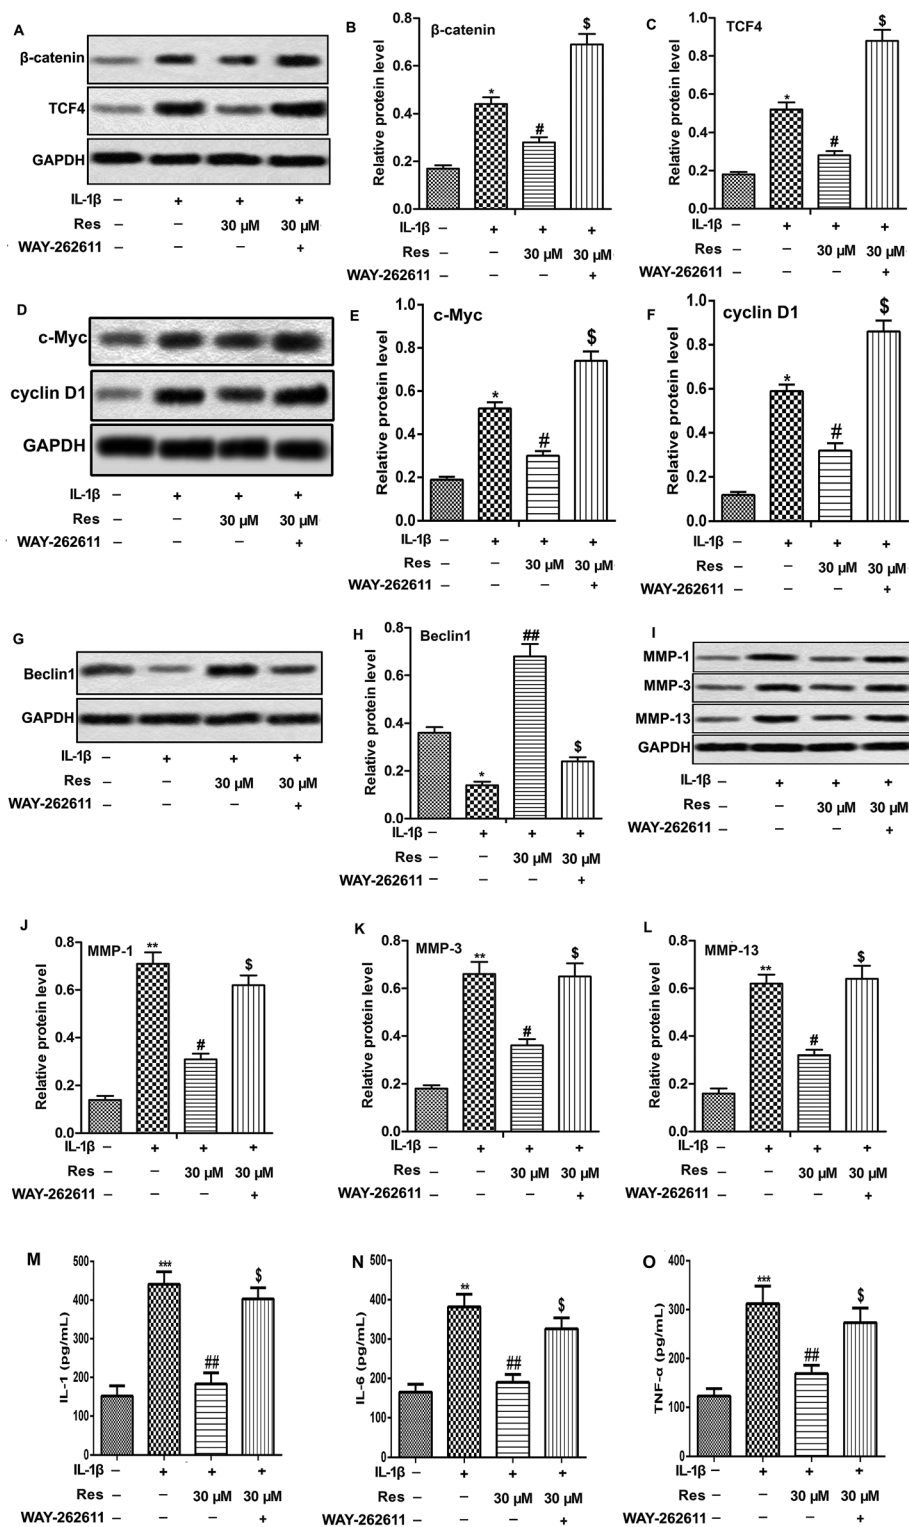 A
β-catenin
TCF4
GAPDH
IL-1β – + + +
Res – – 30 μM 30 μM
WAY-262611 – – – +
B
β-catenin
Relative protein level
0.8
0.6
0.4
0.2
0.0
* # $
IL-1β – + + +
Res – – 30 μM 30 μM
WAY-262611 – – – +
C
TCF4
Relative protein level
1.0
0.8
0.6
0.4
0.2
0.0
* # $
IL-1β – + + +
Res – – 30 μM 30 μM
WAY-262611 – – – +
D
c-Myc
cyclin D1
GAPDH
IL-1β – + + +
Res – – 30 μM 30 μM
WAY-262611 – – – +
E
c-Myc
Relative protein level
1.0
0.8
0.6
0.4
0.2
0.0
* # $
IL-1β – + + +
Res – – 30 μM 30 μM
WAY-262611 – – – +
F
cyclin D1
Relative protein level
1.0
0.8
0.6
0.4
0.2
0.0
* # $
IL-1β – + + +
Res – – 30 μM 30 μM
WAY-262611 – – – +
G
Beclin1
GAPDH
IL-1β – + + +
Res – – 30 μM 30 μM
WAY-262611 – – – +
H
Beclin1
Relative protein level
0.8
0.6
0.4
0.2
0.0
* ## $
IL-1β – + + +
Res – – 30 μM 30 μM
WAY-262611 – – – +
I
MMP-1
MMP-3
MMP-13
GAPDH
IL-1β – + + +
Res – – 30 μM 30 μM
WAY-262611 – – – +
J
MMP-1
Relative protein level
0.8
0.6
0.4
0.2
0.0
** # $
IL-1β – + + +
Res – – 30 μM 30 μM
WAY-262611 – – – +
K
MMP-3
Relative protein level
0.8
0.6
0.4
0.2
0.0
** # $
IL-1β – + + +
Res – – 30 μM 30 μM
WAY-262611 – – – +
L
MMP-13
Relative protein level
0.8
0.6
0.4
0.2
0.0
** # $
IL-1β – + + +
Res – – 30 μM 30 μM
WAY-262611 – – – +
M
IL-1 (pg/mL)
500
400
300
200
100
0
*** ## $
IL-1β – + + +
Res – – 30 μM 30 μM
WAY-262611 – – – +
N
IL-6 (pg/mL)
500
400
300
200
100
0
** ## $
IL-1β – + + +
Res – – 30 μM 30 μM
WAY-262611 – – – +
O
TNF-α (pg/mL)
400
300
200
100
0
*** ## $
IL-1β – + + +
Res – – 30 μM 30 μM
WAY-262611 – – – +